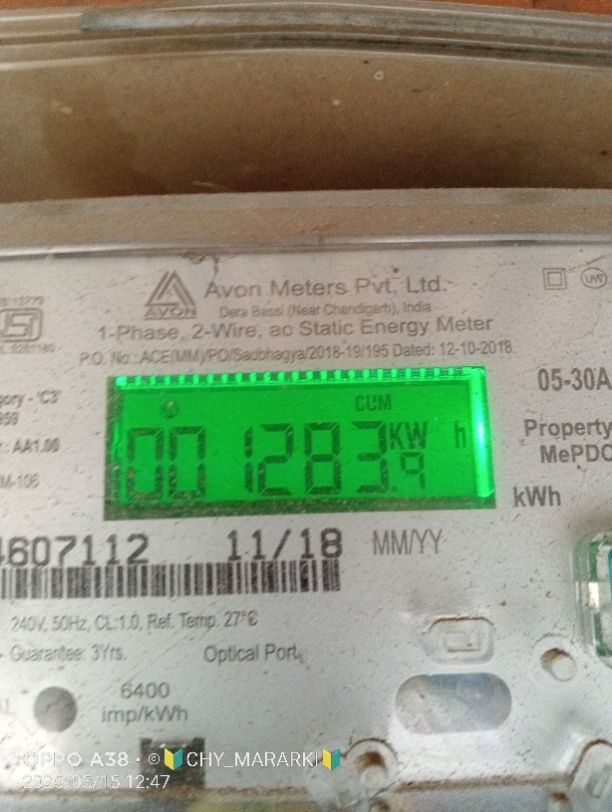 AVON
Avon Meters Pvt. Ltd.
Dera Bassi (Near Chandigarh), India
1-Phase, 2-Wire, ac Static Energy Meter
P.O. No.:ACE(MM)/PO/Saubhagya/2018-19/195 Dated: 12-10-2018
05-30A
CUM
001283.9 KW h
AA1.00
Property
MePDC
M-106
kWh
607112 11/18 MM/YY
240V, 50Hz, CL:1.0, Ref. Temp. 27°C
Guarantee: 3Yrs. Optical Port
6400
imp/kWh
OPPO A38 · © CHY_MARARKI
2025/05/15 12:47